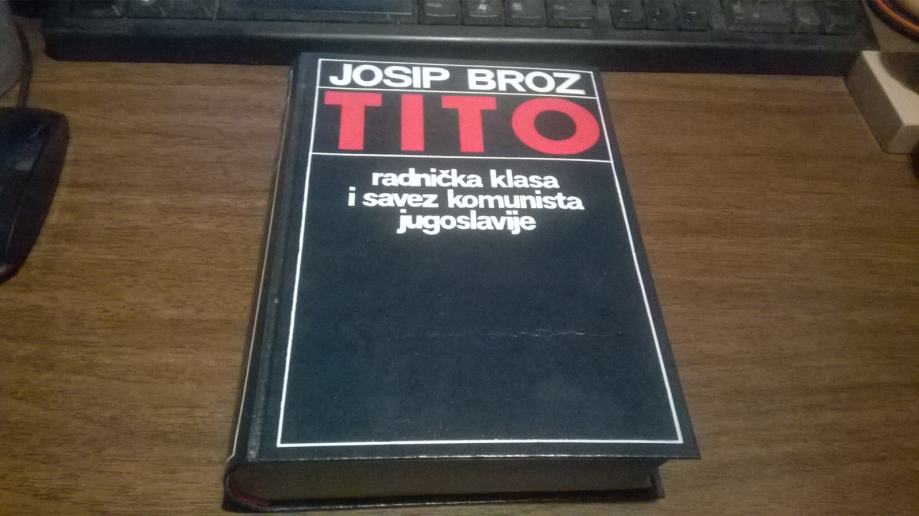 JOSIP BROZ
TITO
radnička klasa
i savez komunista
jugoslavije